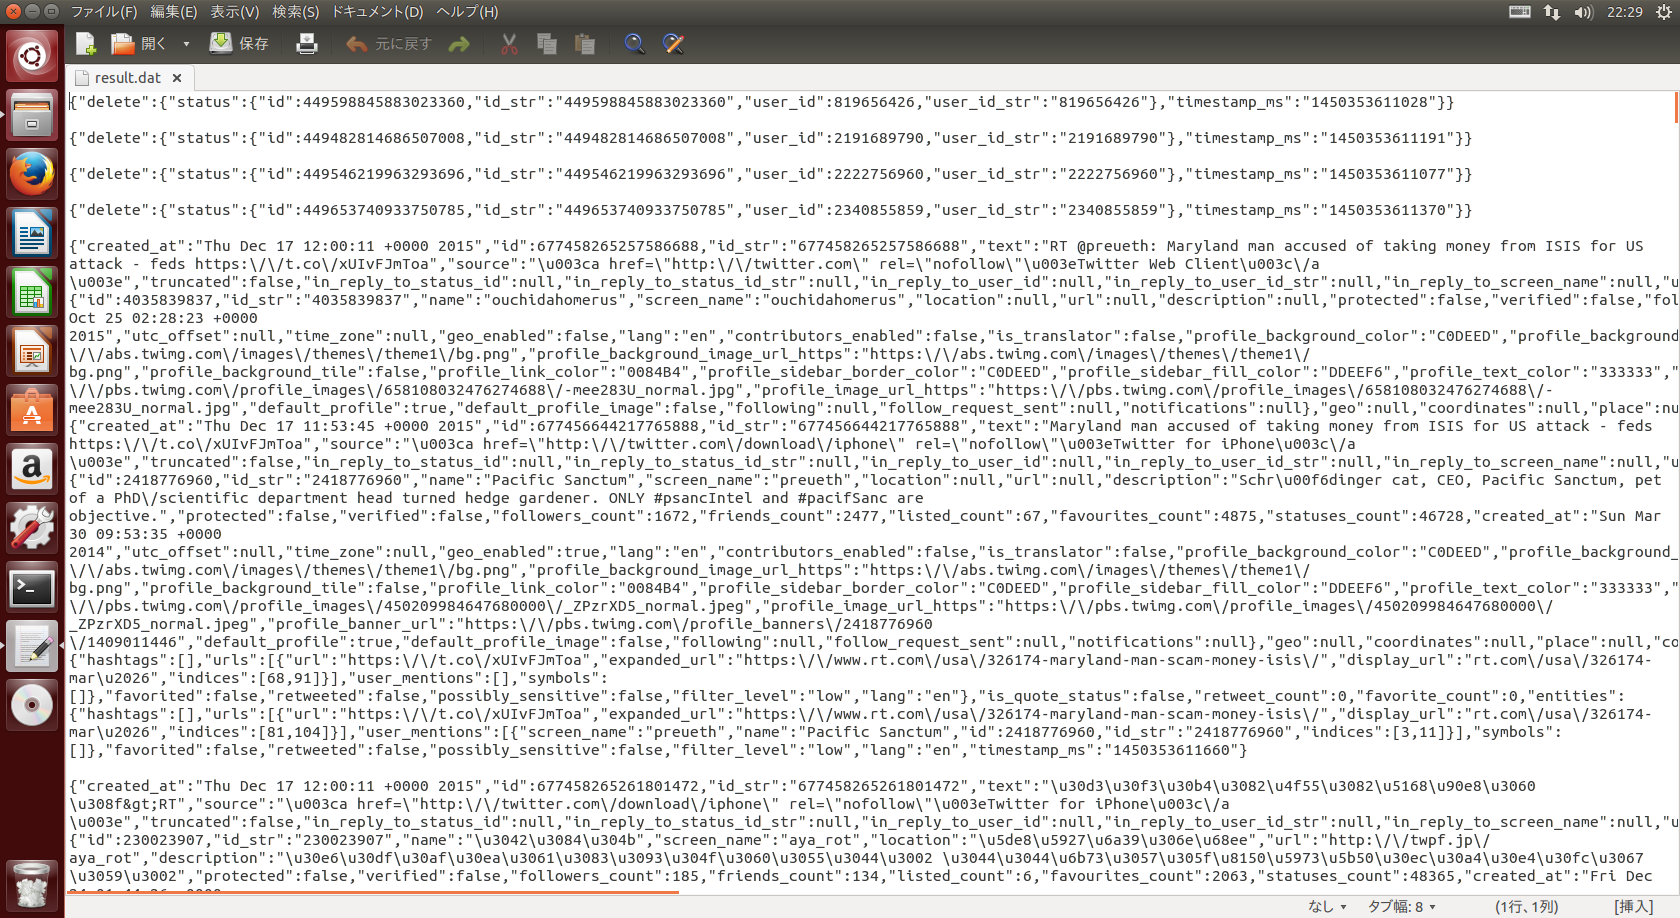 ファイル(F) 編集(E) 表示(V) 検索(S) ドキュメント(D) ヘルプ(H) 22:29
開く 保存 元に戻す
result.dat
{"delete":{"status":{"id":449598845883023360,"id_str":"449598845883023360","user_id":819656426,"user_id_str":"819656426"},"timestamp_ms":"1450353611028"}}
{"delete":{"status":{"id":449482814686507008,"id_str":"449482814686507008","user_id":2191689790,"user_id_str":"2191689790"},"timestamp_ms":"1450353611191"}}
{"delete":{"status":{"id":449546219963293696,"id_str":"449546219963293696","user_id":2222756960,"user_id_str":"2222756960"},"timestamp_ms":"1450353611077"}}
{"delete":{"status":{"id":449653740933750785,"id_str":"449653740933750785","user_id":2340855859,"user_id_str":"2340855859"},"timestamp_ms":"1450353611370"}}
{"created_at":"Thu Dec 17 12:00:11 +0000 2015","id":677458265257586688,"id_str":"677458265257586688","text":"RT @preueth: Maryland man accused of taking money from ISIS for US
attack - feds https:\/\/t.co\/xUIvFJmToa","source":"\u003ca href=\"http:\/\/twitter.com\" rel=\"nofollow\"\u003eTwitter Web Client\u003c\/a
\u003e","truncated":false,"in_reply_to_status_id":null,"in_reply_to_status_id_str":null,"in_reply_to_user_id":null,"in_reply_to_user_id_str":null,"in_reply_to_screen_name":null,"u
{"id":4035839837,"id_str":"4035839837","name":"ouchidahomerus","screen_name":"ouchidahomerus","location":null,"url":null,"description":null,"protected":false,"verified":false,"fol
Oct 25 02:28:23 +0000
2015","utc_offset":null,"time_zone":null,"geo_enabled":false,"lang":"en","contributors_enabled":false,"is_translator":false,"profile_background_color":"C0DEED","profile_background
\/\/abs.twimg.com\/images\/themes\/theme1\/bg.png","profile_background_image_url_https":"https:\/\/abs.twimg.com\/images\/themes\/theme1\/
bg.png","profile_background_tile":false,"profile_link_color":"0084B4","profile_sidebar_border_color":"C0DEED","profile_sidebar_fill_color":"DDEEF6","profile_text_color":"333333","
\/\/pbs.twimg.com\/profile_images\/658108032476274688\/-mee283U_normal.jpg","profile_image_url_https":"https:\/\/pbs.twimg.com\/profile_images\/658108032476274688\/-
mee283U_normal.jpg","default_profile":true,"default_profile_image":false,"following":null,"follow_request_sent":null,"notifications":null},"geo":null,"coordinates":null,"place":nu
{"created_at":"Thu Dec 17 11:53:45 +0000 2015","id":677456644217765888,"id_str":"677456644217765888","text":"Maryland man accused of taking money from ISIS for US attack - feds
https:\/\/t.co\/xUIvFJmToa","source":"\u003ca href=\"http:\/\/twitter.com\/download\/iphone\" rel=\"nofollow\"\u003eTwitter for iPhone\u003c\/a
\u003e","truncated":false,"in_reply_to_status_id":null,"in_reply_to_status_id_str":null,"in_reply_to_user_id":null,"in_reply_to_user_id_str":null,"in_reply_to_screen_name":null,"u
{"id":2418776960,"id_str":"2418776960","name":"Pacific Sanctum","screen_name":"preueth","location":null,"url":null,"description":"Schr\u00f6dinger cat, CEO, Pacific Sanctum, pet
of a PhD\/scientific department head turned hedge gardener. ONLY #psancIntel and #pacifSanc are
objective.","protected":false,"verified":false,"followers_count":1672,"friends_count":2477,"listed_count":67,"favourites_count":4875,"statuses_count":46728,"created_at":"Sun Mar
30 09:53:35 +0000
2014","utc_offset":null,"time_zone":null,"geo_enabled":true,"lang":"en","contributors_enabled":false,"is_translator":false,"profile_background_color":"C0DEED","profile_background_
\/\/abs.twimg.com\/images\/themes\/theme1\/bg.png","profile_background_image_url_https":"https:\/\/abs.twimg.com\/images\/themes\/theme1\/
bg.png","profile_background_tile":false,"profile_link_color":"0084B4","profile_sidebar_border_color":"C0DEED","profile_sidebar_fill_color":"DDEEF6","profile_text_color":"333333","
\/\/pbs.twimg.com\/profile_images\/450209984647680000\/_ZPzrXD5_normal.jpeg","profile_image_url_https":"https:\/\/pbs.twimg.com\/profile_images\/450209984647680000\/
_ZPzrXD5_normal.jpeg","profile_banner_url":"https:\/\/pbs.twimg.com\/profile_banners\/2418776960
\/1409011446","default_profile":true,"default_profile_image":false,"following":null,"follow_request_sent":null,"notifications":null},"geo":null,"coordinates":null,"place":null,"co
{"hashtags":[],"urls":[{"url":"https:\/\/t.co\/xUIvFJmToa","expanded_url":"https:\/\/www.rt.com\/usa\/326174-maryland-man-scam-money-isis\/","display_url":"rt.com\/usa\/326174-
mar\u2026","indices":[68,91]}],"user_mentions":[],"symbols":
[]},"favorited":false,"retweeted":false,"possibly_sensitive":false,"filter_level":"low","lang":"en"},"is_quote_status":false,"retweet_count":0,"favorite_count":0,"entities":
{"hashtags":[],"urls":[{"url":"https:\/\/t.co\/xUIvFJmToa","expanded_url":"https:\/\/www.rt.com\/usa\/326174-maryland-man-scam-money-isis\/","display_url":"rt.com\/usa\/326174-
mar\u2026","indices":[81,104]}],"user_mentions":[{"screen_name":"preueth","name":"Pacific Sanctum","id":2418776960,"id_str":"2418776960","indices":[3,11]}],"symbols":
[]},"favorited":false,"retweeted":false,"possibly_sensitive":false,"filter_level":"low","lang":"en","timestamp_ms":"1450353611660"}
{"created_at":"Thu Dec 17 12:00:11 +0000 2015","id":677458265261801472,"id_str":"677458265261801472","text":"\u30d3\u30f3\u30b4\u3082\u4f55\u3082\u5168\u90e8\u3060
\u308f&gt;RT","source":"\u003ca href=\"http:\/\/twitter.com\/download\/iphone\" rel=\"nofollow\"\u003eTwitter for iPhone\u003c\/a
\u003e","truncated":false,"in_reply_to_status_id":null,"in_reply_to_status_id_str":null,"in_reply_to_user_id":null,"in_reply_to_user_id_str":null,"in_reply_to_screen_name":null,"u
{"id":230023907,"id_str":"230023907","name":"\u3042\u3084\u304b","screen_name":"aya_rot","location":"\u5de8\u5927\u6a39\u306e\u68ee","url":"http:\/\/twpf.jp\/
aya_rot","description":"\u30e6\u30df\u30af\u30ea\u3061\u3083\u3093\u304f\u3060\u3055\u3044\u3002 \u3044\u3044\u6b73\u3057\u305f\u8150\u5973\u5b50\u30ec\u30a4\u30e4\u30fc\u3067
\u3059\u3002","protected":false,"verified":false,"followers_count":185,"friends_count":134,"listed_count":6,"favourites_count":2063,"statuses_count":48365,"created_at":"Fri Dec
なし タブ幅: 8 (1行、1列) [挿入]